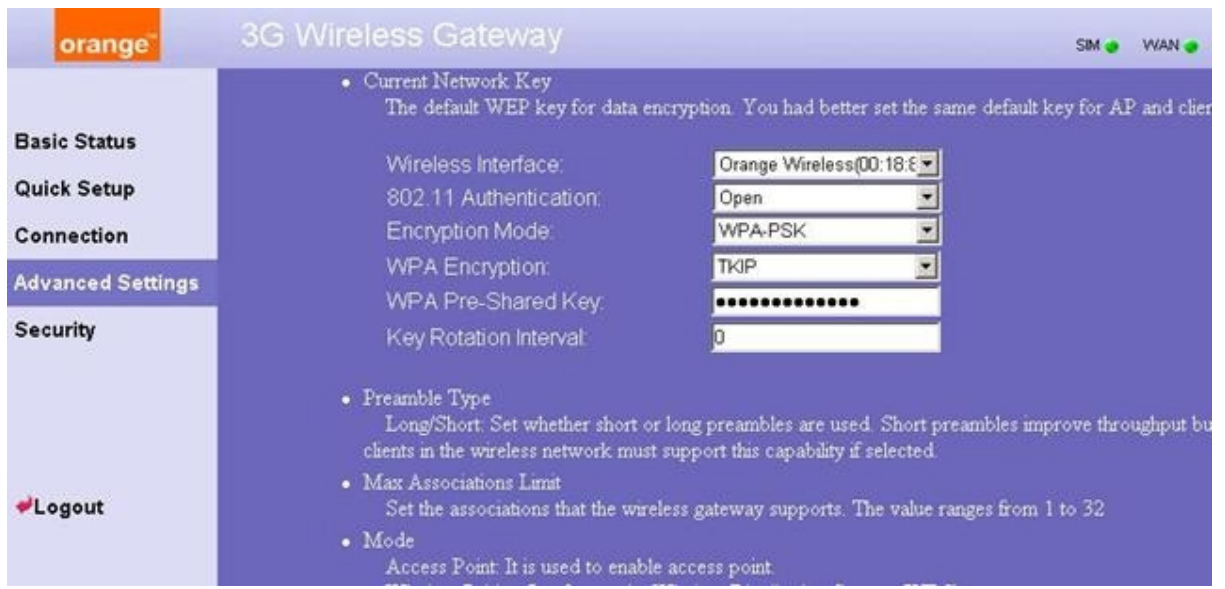 orange™
3G Wireless Gateway
SIM WAN
Basic Status
Quick Setup
Connection
Advanced Settings
Security
Logout
• Current Network Key
The default WEP key for data encryption. You had better set the same default key for AP and clien
Wireless Interface: Orange Wireless(00:18:8
802.11 Authentication: Open
Encryption Mode: WPA-PSK
WPA Encryption: TKIP
WPA Pre-Shared Key: •••••••••••••
Key Rotation Interval: 0
• Preamble Type
Long/Short: Set whether short or long preambles are used. Short preambles improve throughput bu
clients in the wireless network must support this capability if selected.
• Max Associations Limit
Set the associations that the wireless gateway supports. The value ranges from 1 to 32
• Mode
Access Point: It is used to enable access point.